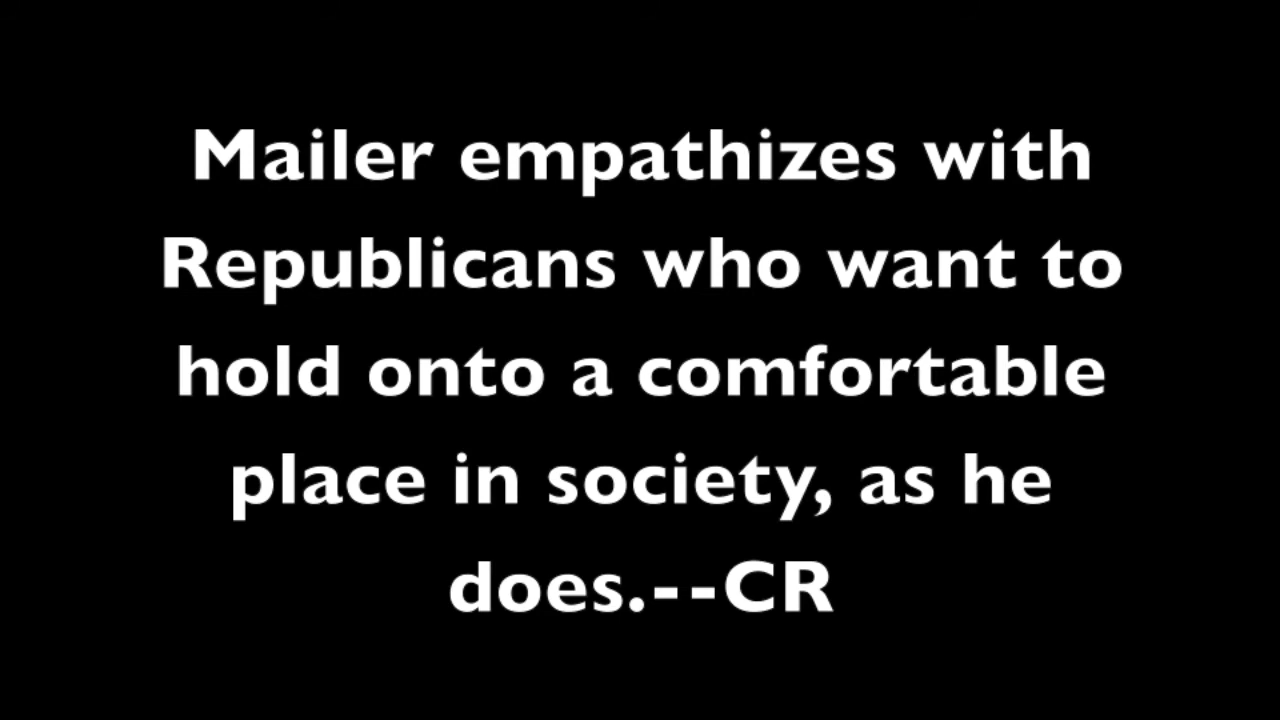 Mailer empathizes with
Republicans who want to
hold onto a comfortable
place in society, as he
does.--CR